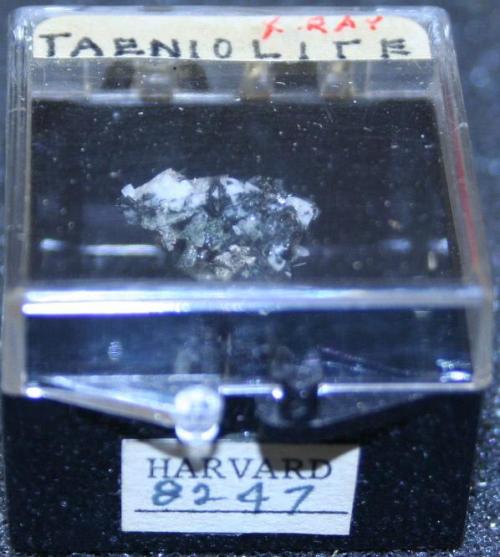 X-RAY
TAENIOLITE
HARVARD
8247